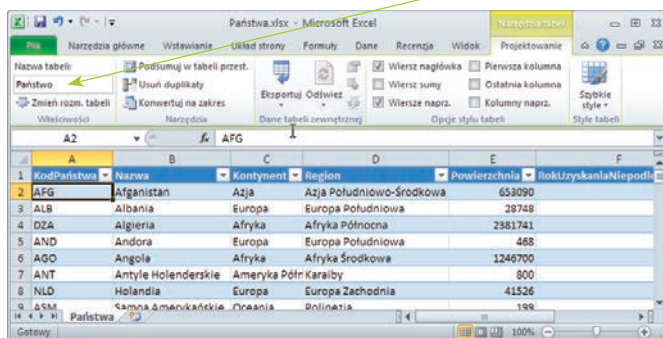 Państwa.xlsx - Microsoft Excel Narzędzia tabel
Plik Narzędzia główne Wstawianie Układ strony Formuły Dane Recenzja Widok Projektowanie
Nazwa tabeli: Podsumuj w tabeli przest. Wiersz nagłówka Pierwsza kolumna
Państwo Usuń duplikaty Eksportuj Odśwież Wiersz sumy Ostatnia kolumna Szybkie style
Zmień rozm. tabeli Konwertuj na zakres Wiersze naprz. Kolumny naprz.
Właściwości Narzędzia Dane tabeli zewnętrznej Opcje stylu tabeli Style tabeli
A2 fx AFG
A B C D E F
1 KodPaństwa Nazwa Kontynent Region Powierzchnia RokUzyskaniaNiepodle
2 AFG Afganistan Azja Azja Południowo-Środkowa 653090
3 ALB Albania Europa Europa Południowa 28748
4 DZA Algieria Afryka Afryka Północna 2381741
5 AND Andora Europa Europa Południowa 468
6 AGO Angola Afryka Afryka Środkowa 1246700
7 ANT Antyle Holenderskie Ameryka Półn Karaiby 800
8 NLD Holandia Europa Europa Zachodnia 41526
9 ASM Samoa Amerykańskie Oceania Polinezja 199
Państwa
Gotowy 100%